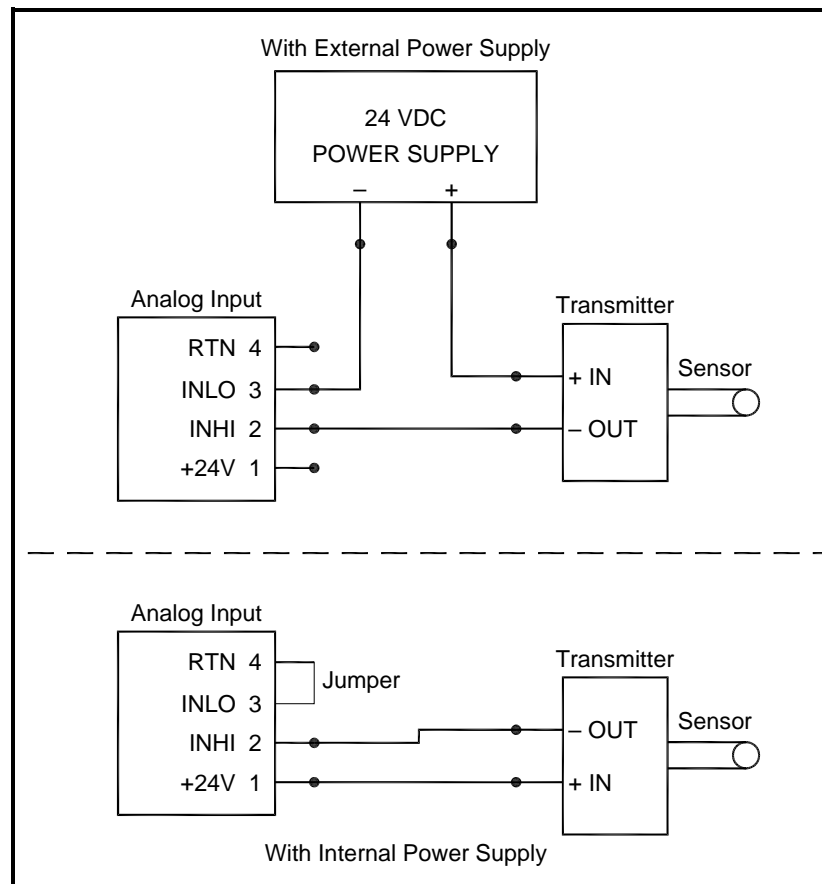 With External Power Supply
24 VDC
POWER SUPPLY
– +
Analog Input
RTN 4
INLO 3
INHI 2
+24V 1
Transmitter
+ IN
– OUT
Sensor
Analog Input
RTN 4
INLO 3
INHI 2
+24V 1
Jumper
Transmitter
– OUT
+ IN
Sensor
With Internal Power Supply